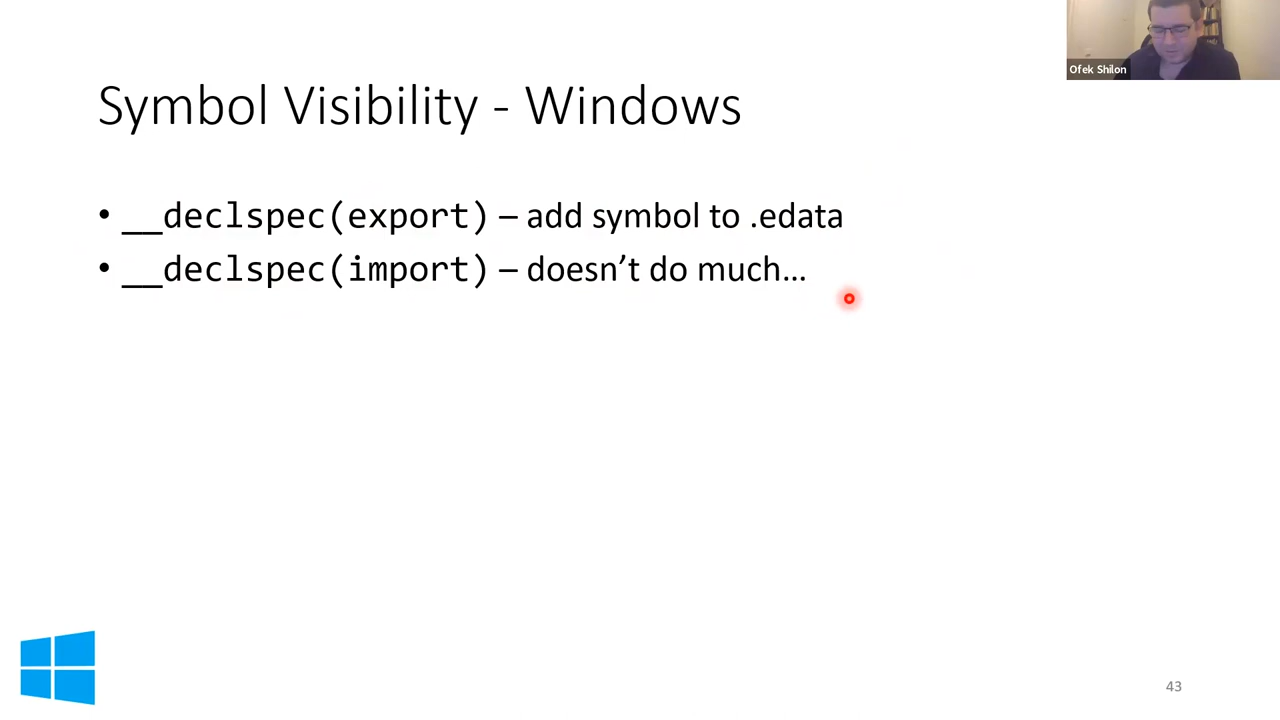 Ofek Shilon
Symbol Visibility - Windows
• __declspec(export) – add symbol to .edata
• __declspec(import) – doesn’t do much…
43